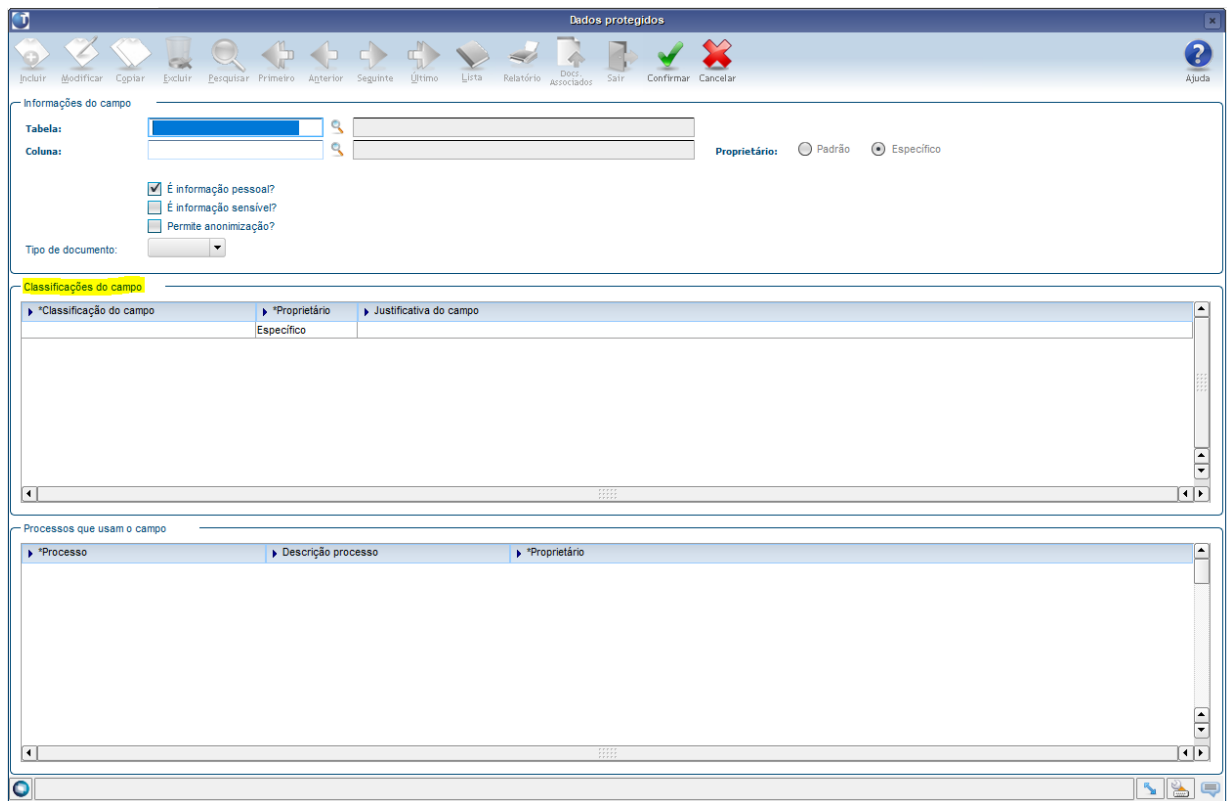 Dados protegidos
Incluir Modificar Copiar Excluir Pesquisar Primeiro Anterior Seguinte Último Lista Relatório Docs. Associados Sair Confirmar Cancelar Ajuda
Informações do campo
Tabela:
Coluna: Proprietário: Padrão Específico
É informação pessoal?
É informação sensível?
Permite anonimização?
Tipo de documento:
Classificações do campo
*Classificação do campo *Proprietário Justificativa do campo
Específico
Processos que usam o campo
*Processo Descrição processo *Proprietário